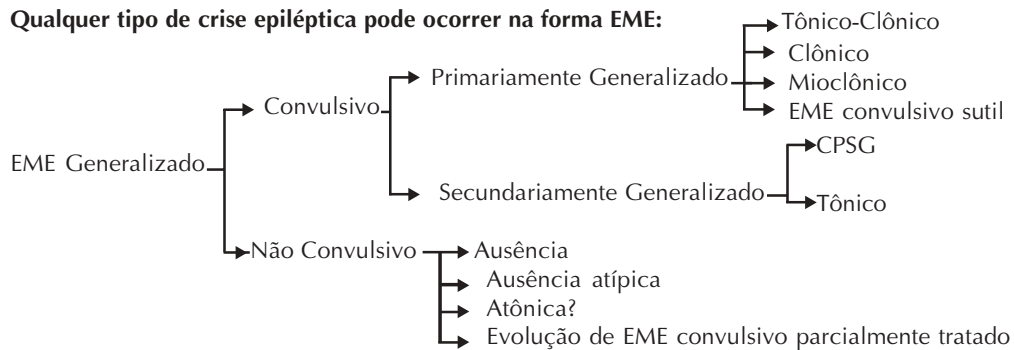 Qualquer tipo de crise epiléptica pode ocorrer na forma EME:
Tônico-Clônico
Clônico
Primariamente Generalizado
Mioclônico
Convulsivo
EME convulsivo sutil
CPSG
EME Generalizado
Secundariamente Generalizado
Tônico
Não Convulsivo
Ausência
Ausência atípica
Atônica?
Evolução de EME convulsivo parcialmente tratado